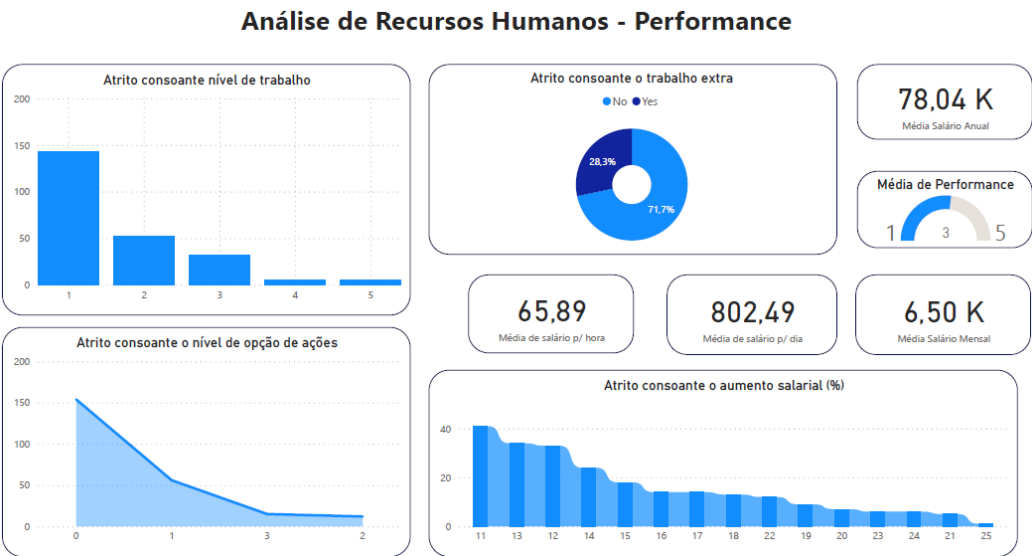 Análise de Recursos Humanos - Performance
Atrito consoante nível de trabalho
200
150
100
50
0
1 2 3 4 5
Atrito consoante o trabalho extra
No Yes
28,3%
71,7%
78,04 K
Média Salário Anual
Média de Performance
1 3 5
65,89
Média de salário p/ hora
802,49
Média de salário p/ dia
6,50 K
Média Salário Mensal
Atrito consoante o nível de opção de ações
200
150
100
50
0
0 1 3 2
Atrito consoante o aumento salarial (%)
40
20
0
11 13 12 14 15 16 17 18 22 19 20 23 24 21 25